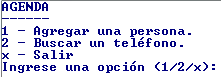 AGENDA
------
1 - Agregar una persona.
2 - Buscar un teléfono.
x - Salir
Ingrese una opción (1/2/x):